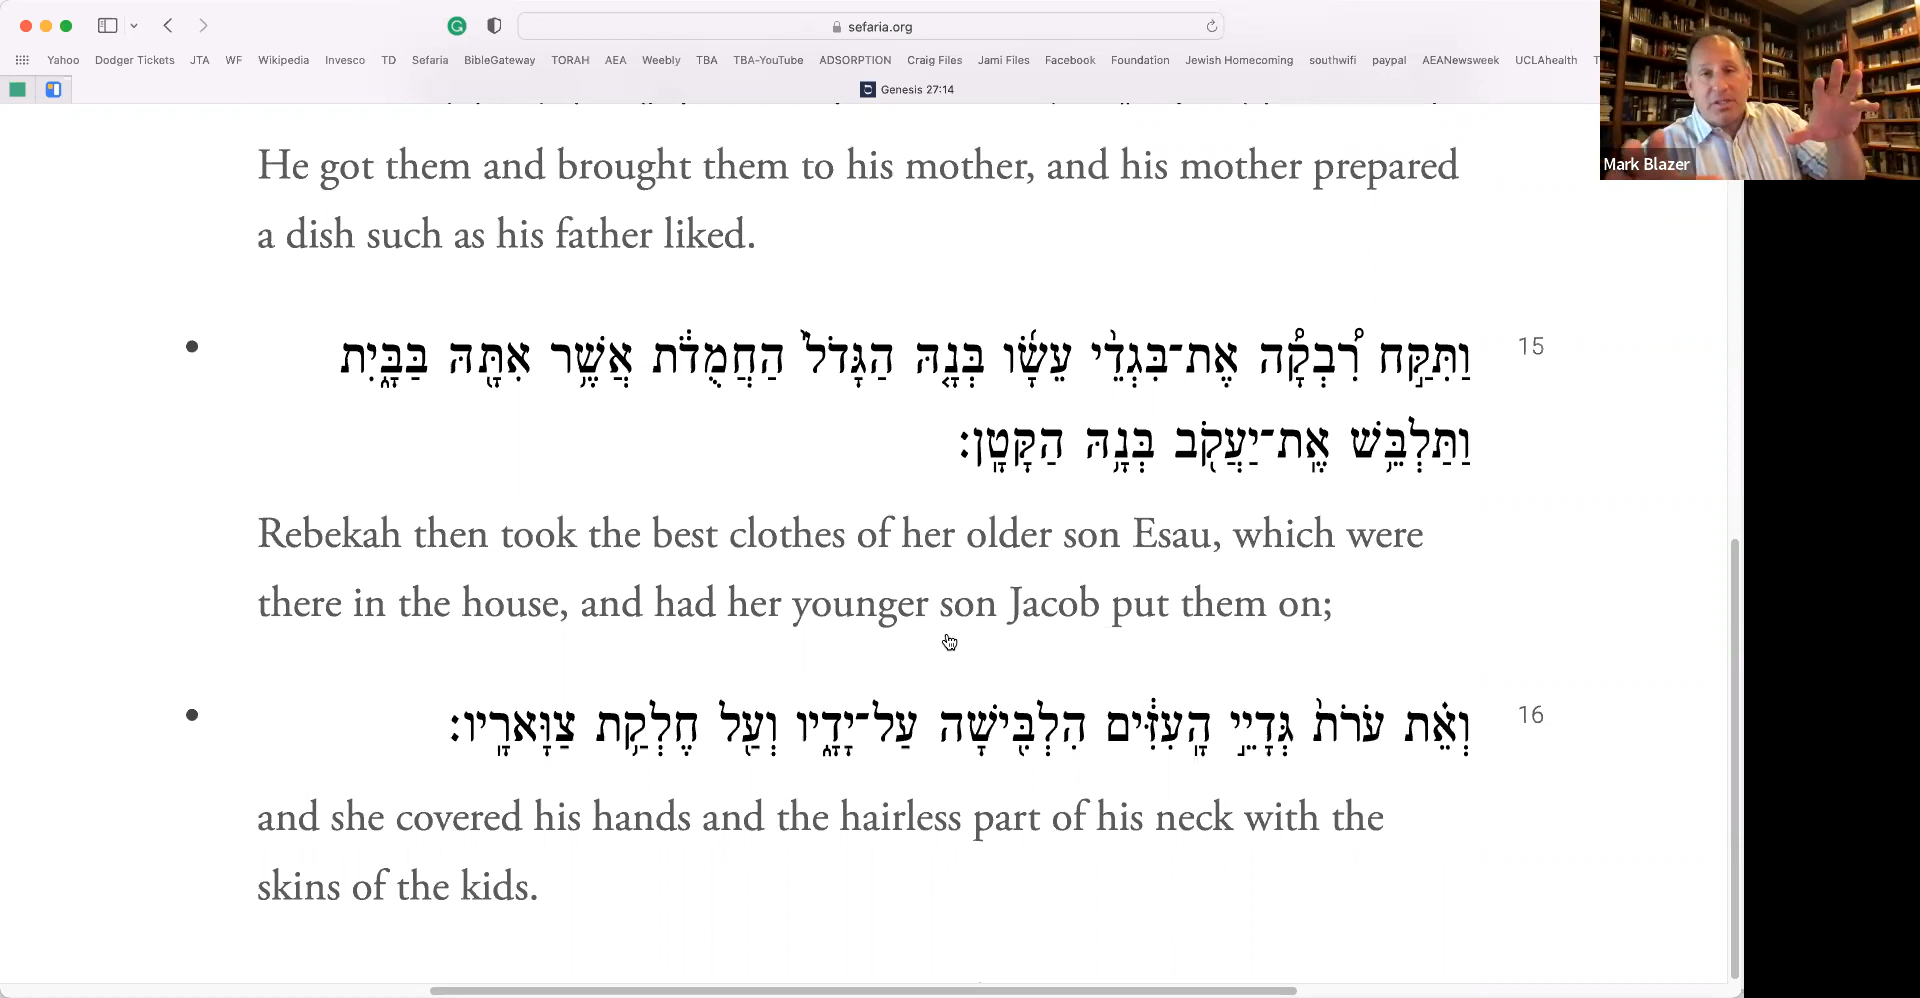 sefaria.org
Yahoo Dodger Tickets JTA WF Wikipedia Invesco TD Sefaria BibleGateway TORAH AEA Weebly TBA TBA-YouTube ADSORPTION Craig Files Jami Files Facebook Foundation Jewish Homecoming southwifi paypal AEANewsweek UCLAhealth
Genesis 27:14
Mark Blazer
He got them and brought them to his mother, and his mother prepared
a dish such as his father liked.
15
וַתִּקַּ֣ח רִ֠בְקָ֠ה אֶת־בִּגְדֵ֨י עֵשָׂ֜ו בְּנָ֤הּ הַגָּדֹל֙ הַחֲמֻדֹ֔ת אֲשֶׁ֥ר אִתָּ֖הּ בַּבָּ֑יִת
וַתַּלְבֵּ֥שׁ אֶֽת־יַעֲקֹ֖ב בְּנָ֥הּ הַקָּטָֽן׃
Rebekah then took the best clothes of her older son Esau, which were
there in the house, and had her younger son Jacob put them on;
16
וְאֵ֗ת עֹרֹת֙ גְּדָיֵ֣י הָֽעִזִּ֔ים הִלְבִּ֖ישָׁה עַל־יָדָ֑יו וְעַ֖ל חֶלְקַ֥ת צַוָּארָֽיו׃
and she covered his hands and the hairless part of his neck with the
skins of the kids.